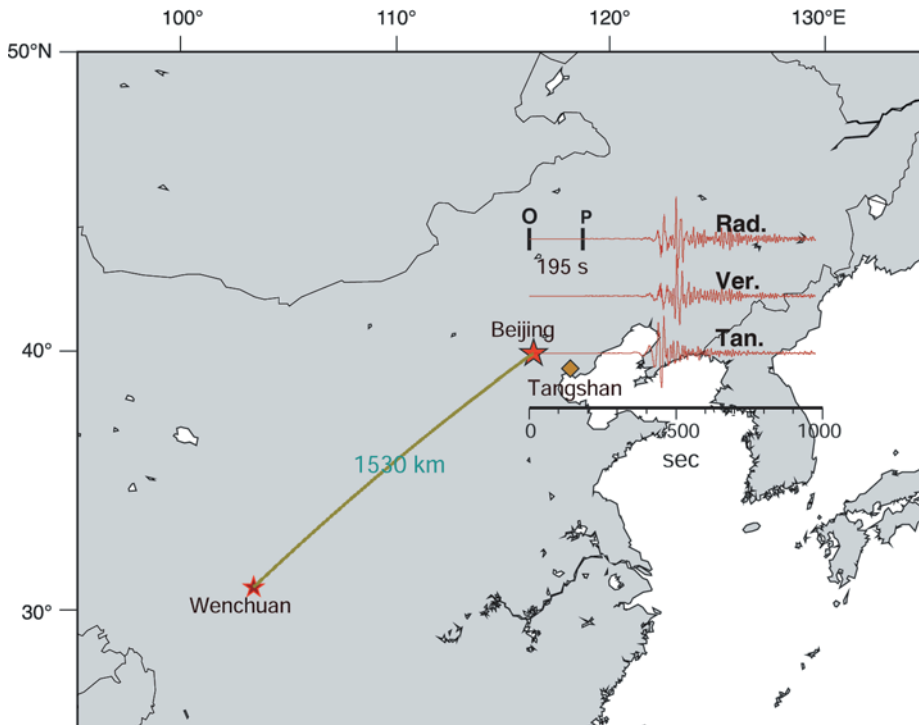 100° 110° 120° 130°E
50°N
O P Rad.
195 s
Ver.
Beijing Tan.
40°
Tangshan
0 500 1000
sec
1530 km
Wenchuan
30°